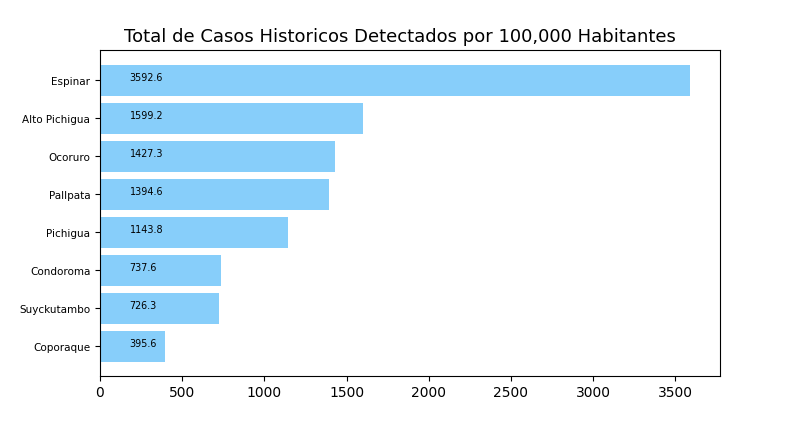 Total de Casos Historicos Detectados por 100,000 Habitantes
Espinar 3592.6
Alto Pichigua 1599.2
Ocoruro 1427.3
Pallpata 1394.6
Pichigua 1143.8
Condoroma 737.6
Suyckutambo 726.3
Coporaque 395.6
0 500 1000 1500 2000 2500 3000 3500